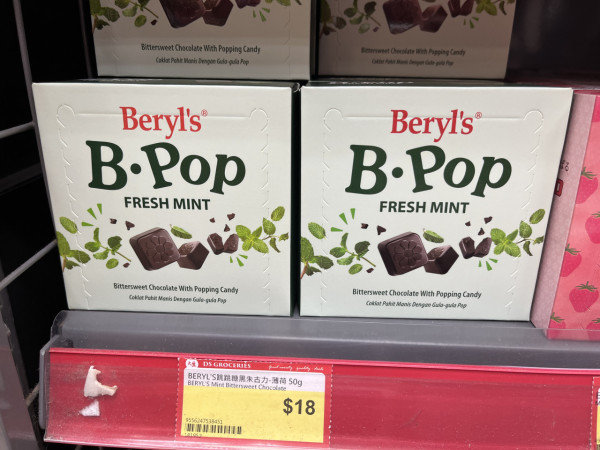 Bittersweet Chocolate With Popping Candy
Coklat Pahit Manis Dengan Gula-gula Pop
Bittersweet Chocolate With Popping Candy
Coklat Pahit Manis Dengan Gula-gula Pop
Beryl's®
B•Pop
FRESH MINT
Bittersweet Chocolate With Popping Candy
Coklat Pahit Manis Dengan Gula-gula Pop
Beryl's®
B•Pop
FRESH MINT
Bittersweet Chocolate With Popping Candy
Coklat Pahit Manis Dengan Gula-gula Pop
DS GROCERIES
BERYL'S跳跳糖黑朱古力-薄荷 50g
BERYL'S Mint Bittersweet Chocolate
$18